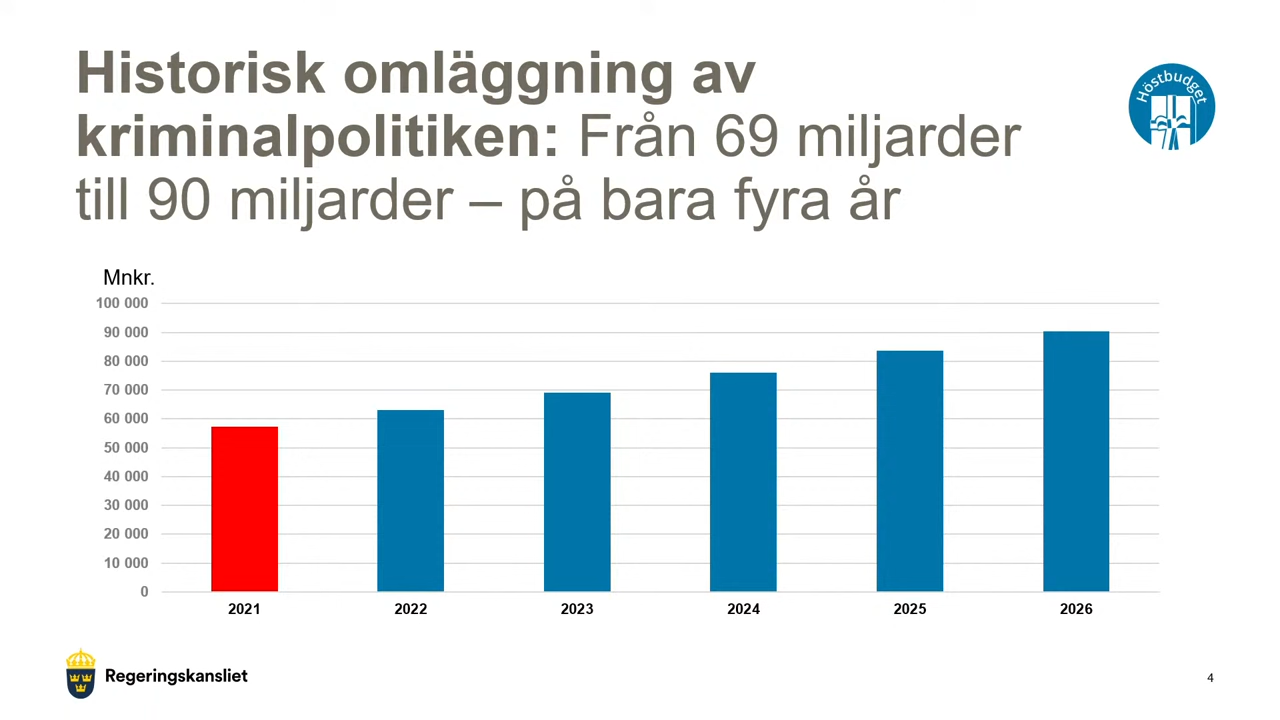 Historisk omläggning av
kriminalpolitiken: Från 69 miljarder
till 90 miljarder – på bara fyra år
Höstbudget
Mnkr.
100 000
90 000
80 000
70 000
60 000
50 000
40 000
30 000
20 000
10 000
0
2021 2022 2023 2024 2025 2026
Regeringskansliet
4